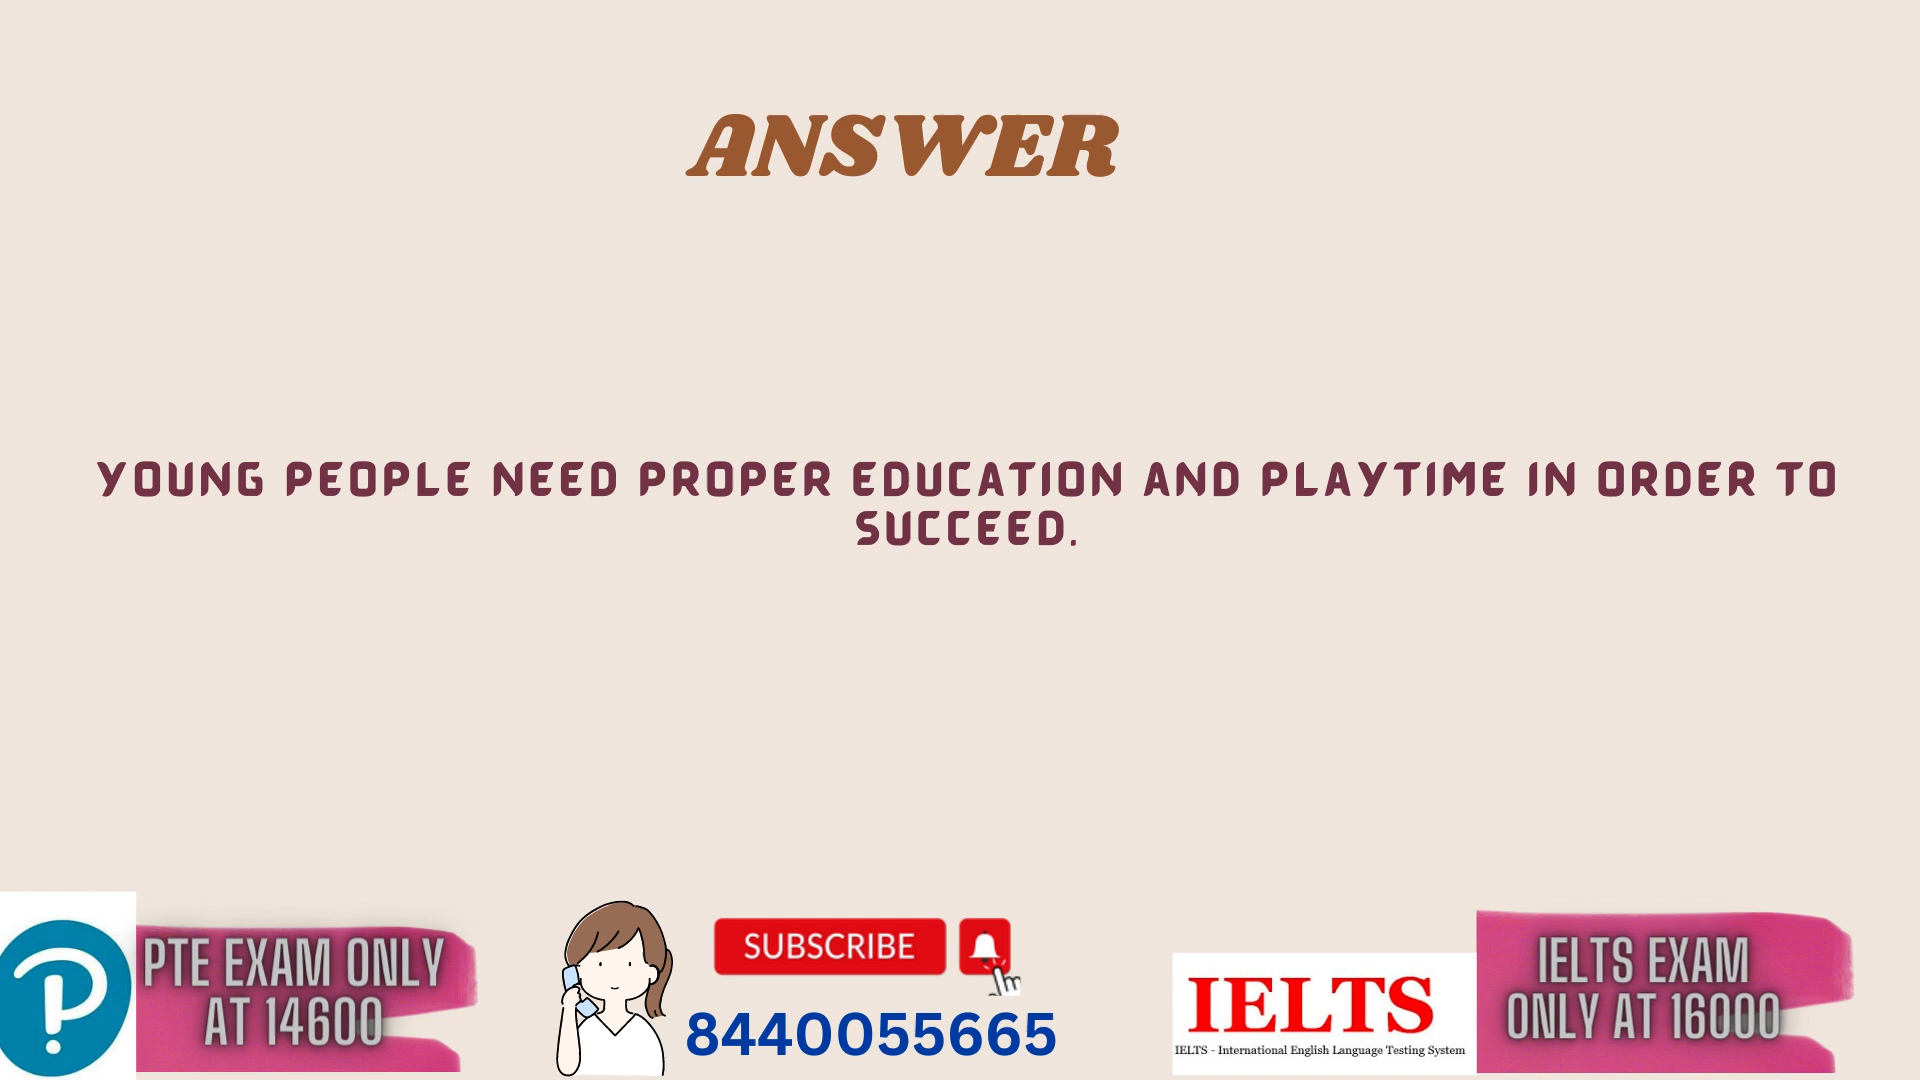 ANSWER
YOUNG PEOPLE NEED PROPER EDUCATION AND PLAYTIME IN ORDER TO
SUCCEED.
PTE EXAM ONLY
AT 14600
SUBSCRIBE
8440055665
IELTS
IELTS - International English Language Testing System
IELTS EXAM
ONLY AT 16000